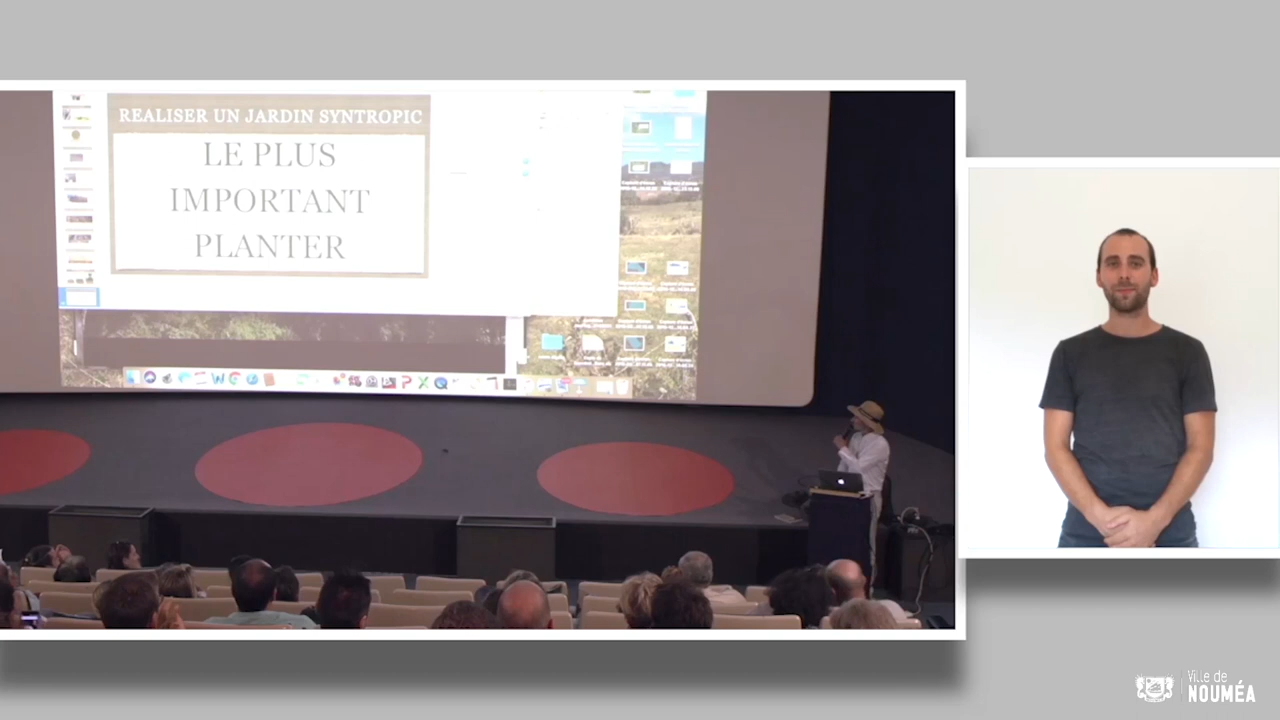 REALISER UN JARDIN SYNTROPIC
LE PLUS
IMPORTANT
PLANTER
Ville de
NOUMÉA